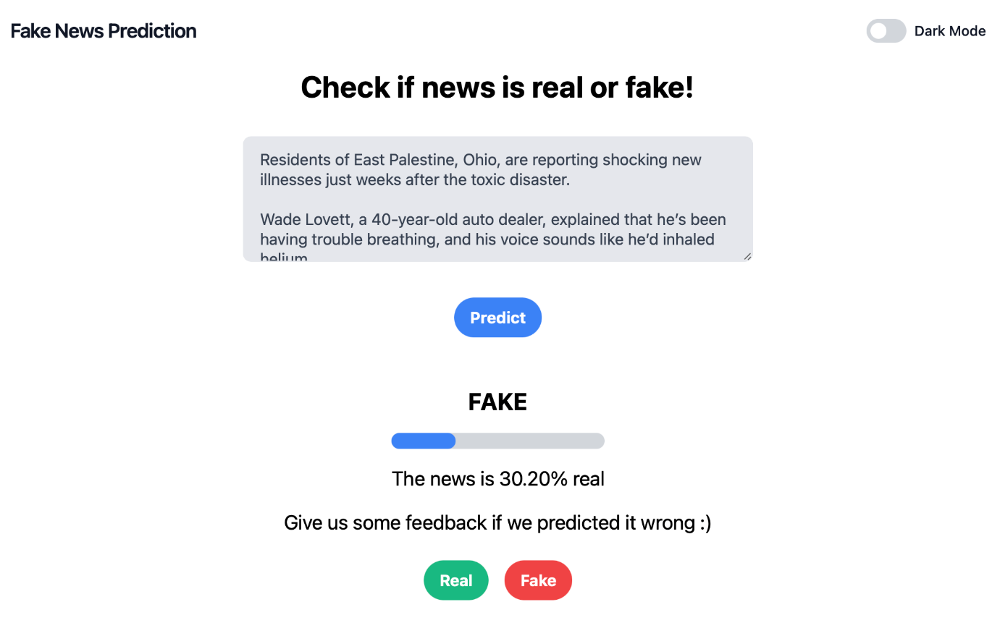 Fake News Prediction
Dark Mode
Check if news is real or fake!
Residents of East Palestine, Ohio, are reporting shocking new
illnesses just weeks after the toxic disaster.
Wade Lovett, a 40-year-old auto dealer, explained that he’s been
having trouble breathing, and his voice sounds like he’d inhaled
helium
Predict
FAKE
The news is 30.20% real
Give us some feedback if we predicted it wrong :)
Real
Fake